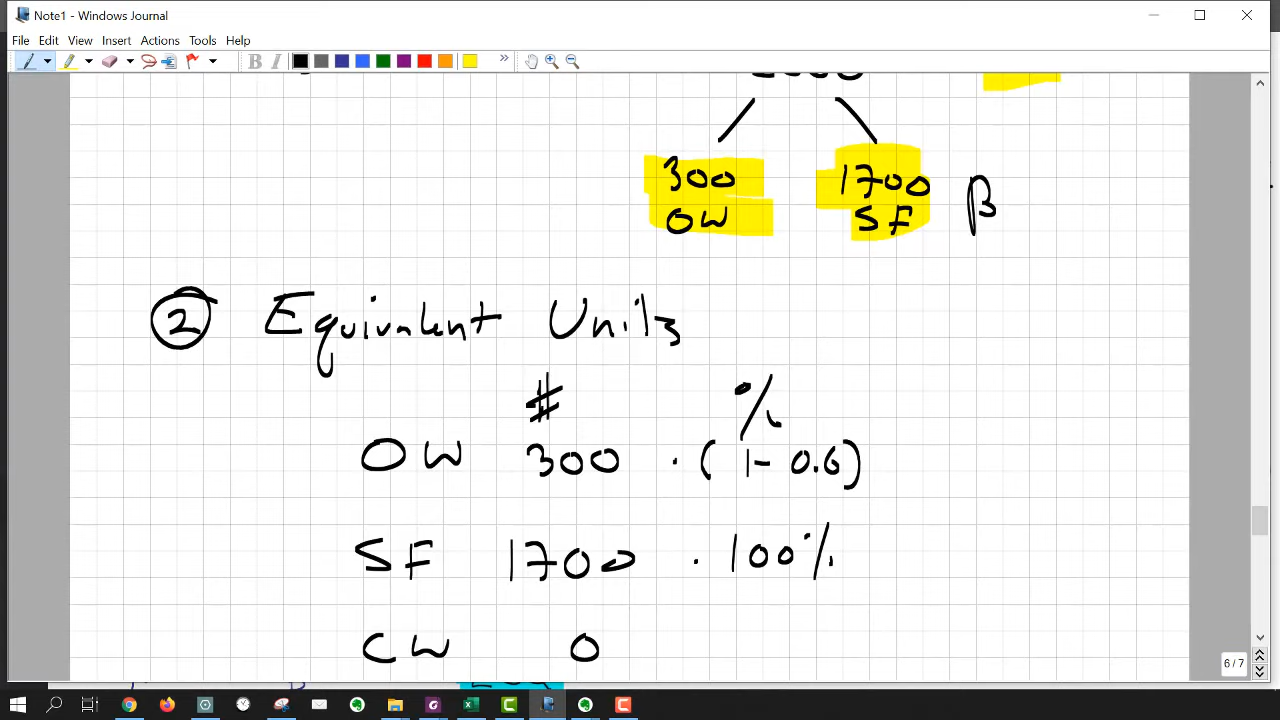 Note1 - Windows Journal
File Edit View Insert Actions Tools Help
B I
300 1700 β
OW SF
2 Equivalent Units
# %
OW 300 · (1-0.6)
SF 1700 · 100%
CW 0
6/7